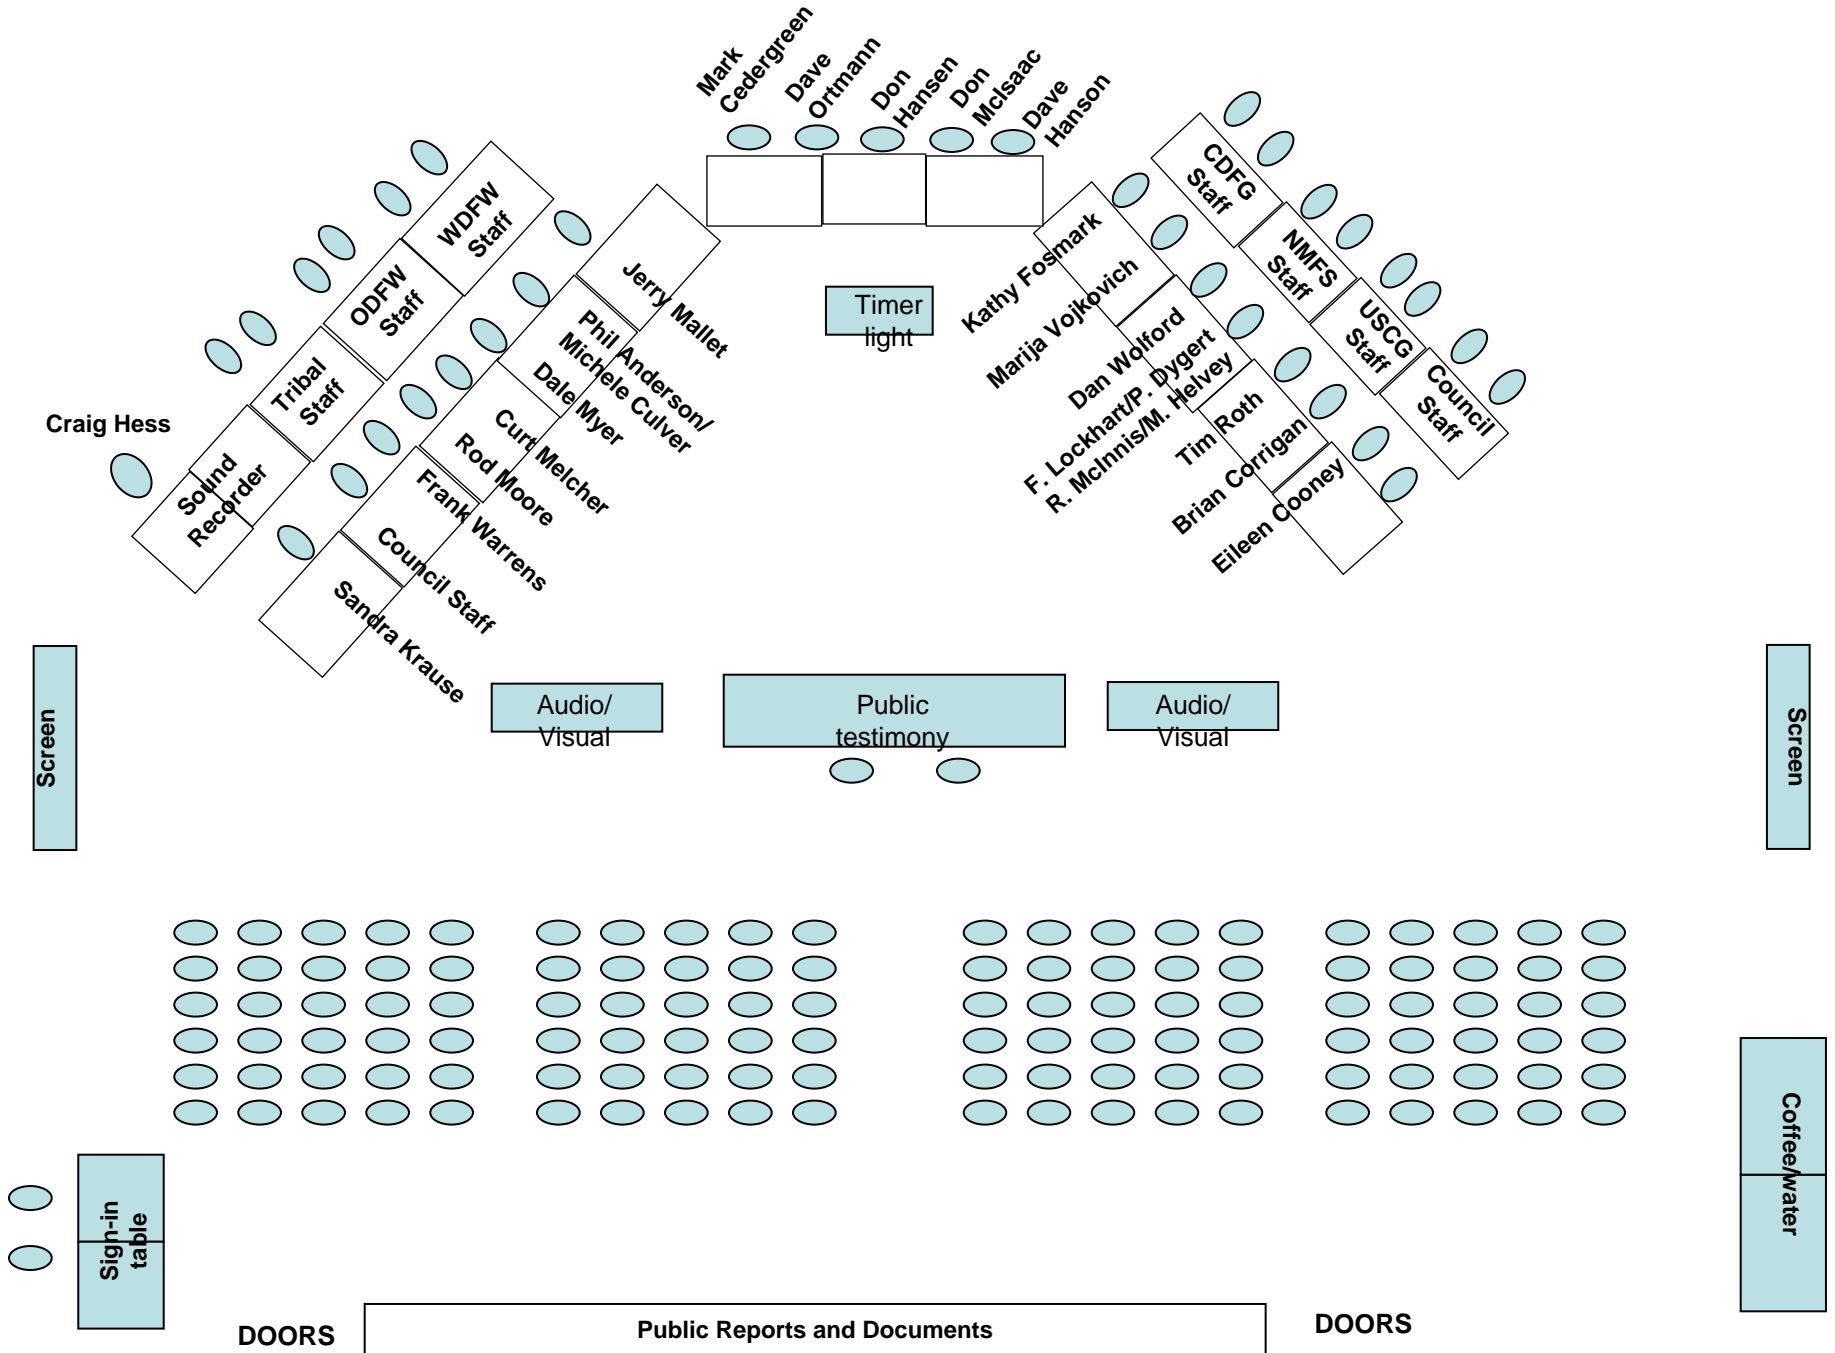 Mark
Cedergreen
Dave
Ortmann
Don
Hansen
Don
McIsaac
Dave
Hanson
WDFW
Staff
ODFW
Staff
Tribal
Staff
Craig Hess
Sound
Recorder
Jerry Mallet
Phil Anderson/
Michele Culver
Dale Myer
Curt Melcher
Rod Moore
Frank Warrens
Council Staff
Sandra Krause
Timer
light
Kathy Fosmark
Marija Vojkovich
Dan Wolford
F. Lockhart/P. Dygert
R. McInnis/M. Helvey
Tim Roth
Brian Corrigan
Eileen Cooney
CDFG
Staff
NMFS
Staff
USCG
Staff
Council
Staff
Screen
Audio/
Visual
Public
testimony
Audio/
Visual
Screen
Coffee/water
Sign-in
table
DOORS
Public Reports and Documents
DOORS